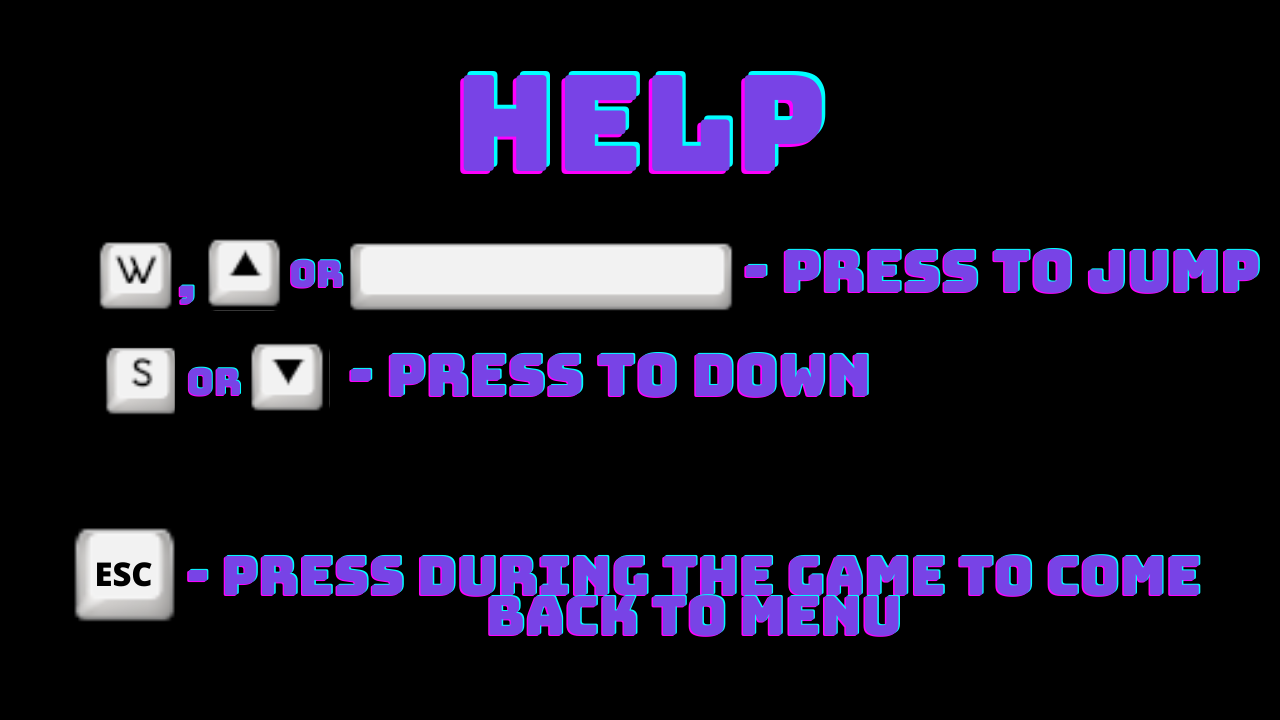 HELP
W, ▲ OR - PRESS TO JUMP
S OR ▼ - PRESS TO DOWN
ESC - PRESS DURING THE GAME TO COME
BACK TO MENU